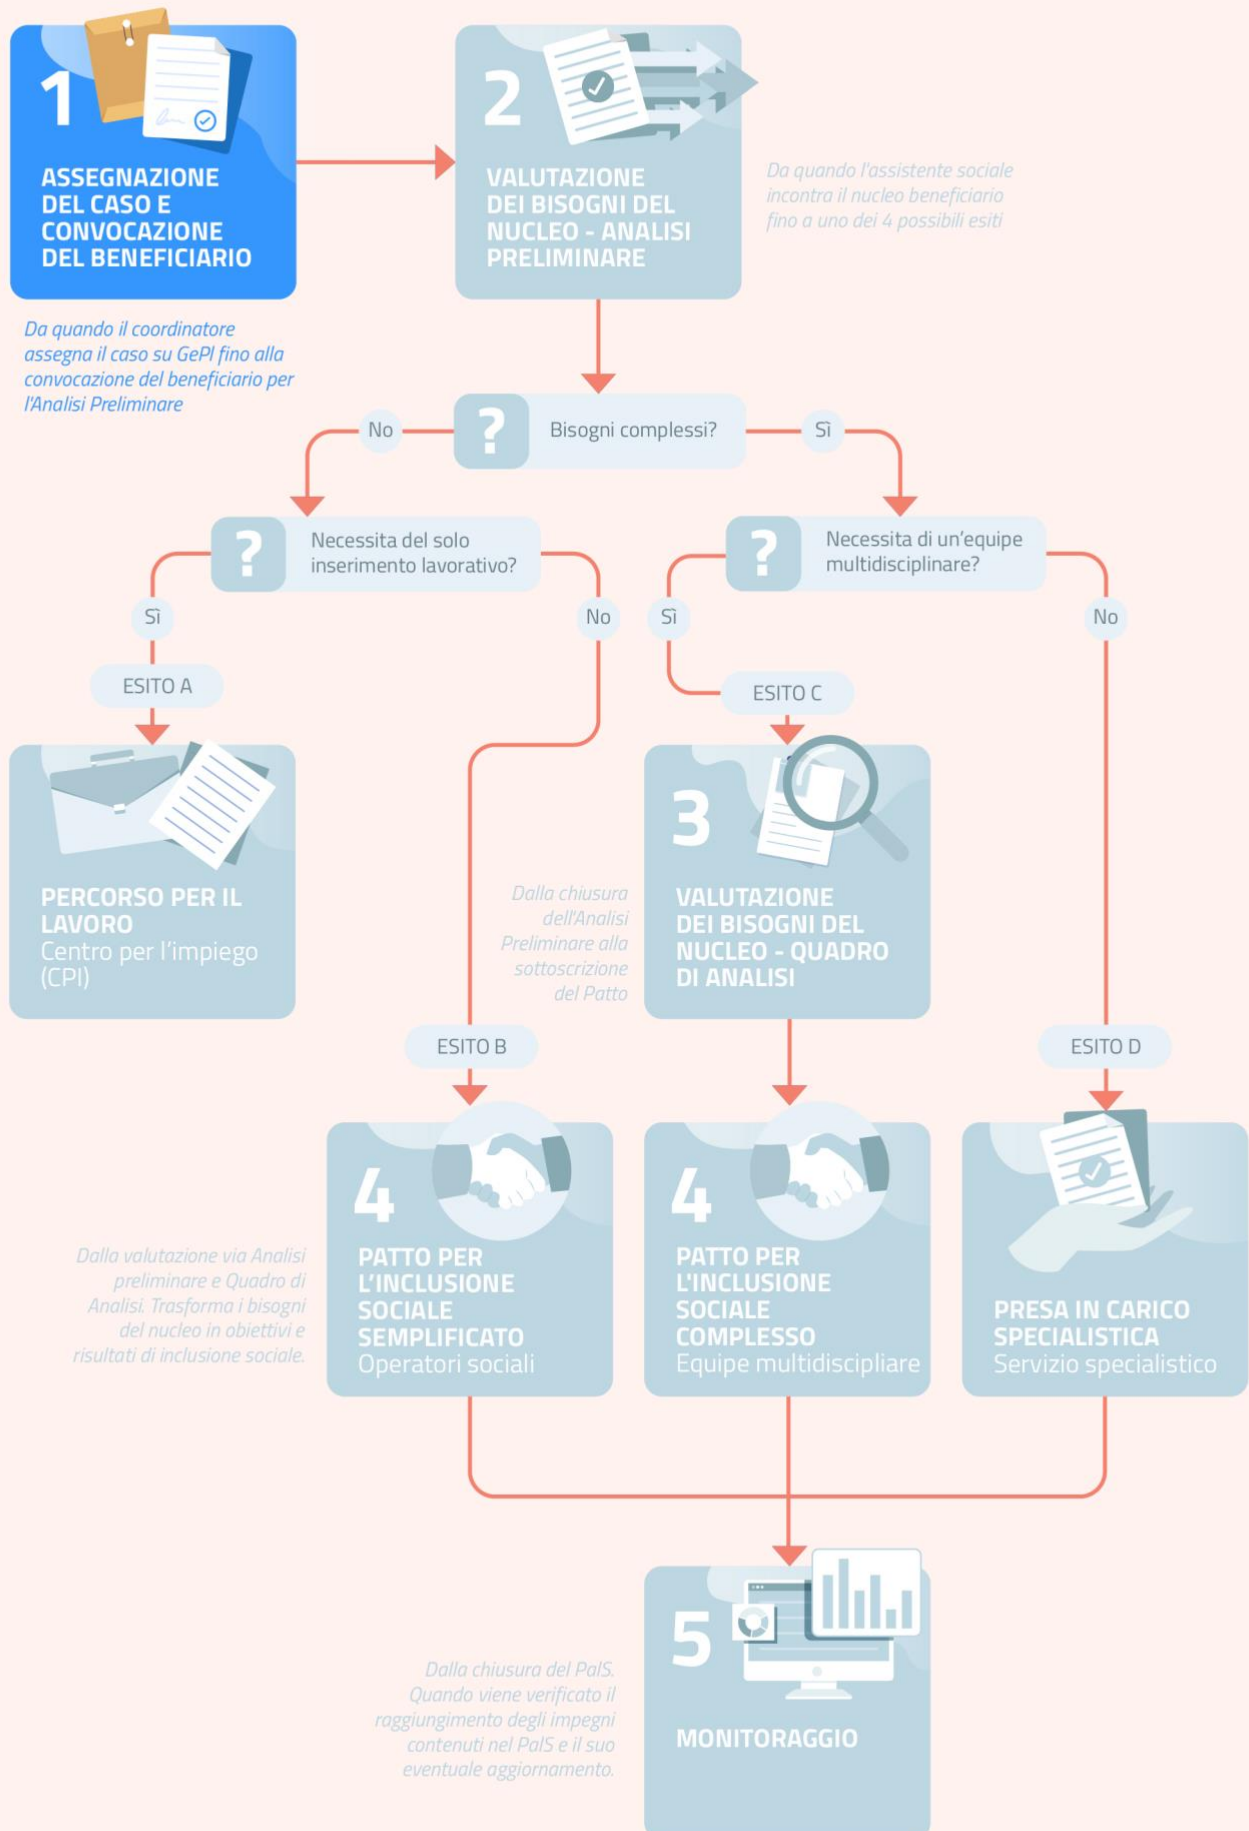 1
ASSEGNAZIONE
DEL CASO E
CONVOCAZIONE
DEL BENEFICIARIO
Da quando il coordinatore
assegna il caso su GePI fino alla
convocazione del beneficiario per
l'Analisi Preliminare
2
VALUTAZIONE
DEI BISOGNI DEL
NUCLEO - ANALISI
PRELIMINARE
Da quando l'assistente sociale
incontra il nucleo beneficiario
fino a uno dei 4 possibili esiti
No
?
Bisogni complessi?
Sì
?
Necessita del solo
inserimento lavorativo?
?
Necessita di un'equipe
multidisciplinare?
Sì
No
Sì
No
ESITO A
ESITO C
PERCORSO PER IL
LAVORO
Centro per l'impiego
(CPI)
Dalla chiusura
dell'Analisi
Preliminare alla
sottoscrizione
del Patto
3
VALUTAZIONE
DEI BISOGNI DEL
NUCLEO - QUADRO
DI ANALISI
ESITO B
ESITO D
Dalla valutazione via Analisi
preliminare e Quadro di
Analisi. Trasforma i bisogni
del nucleo in obiettivi e
risultati di inclusione sociale.
4
PATTO PER
L'INCLUSIONE
SOCIALE
SEMPLIFICATO
Operatori sociali
4
PATTO PER
L'INCLUSIONE
SOCIALE
COMPLESSO
Equipe multidiscipliare
PRESA IN CARICO
SPECIALISTICA
Servizio specialistico
Dalla chiusura del PaIS.
Quando viene verificato il
raggiungimento degli impegni
contenuti nel PaIS e il suo
eventuale aggiornamento.
5
MONITORAGGIO